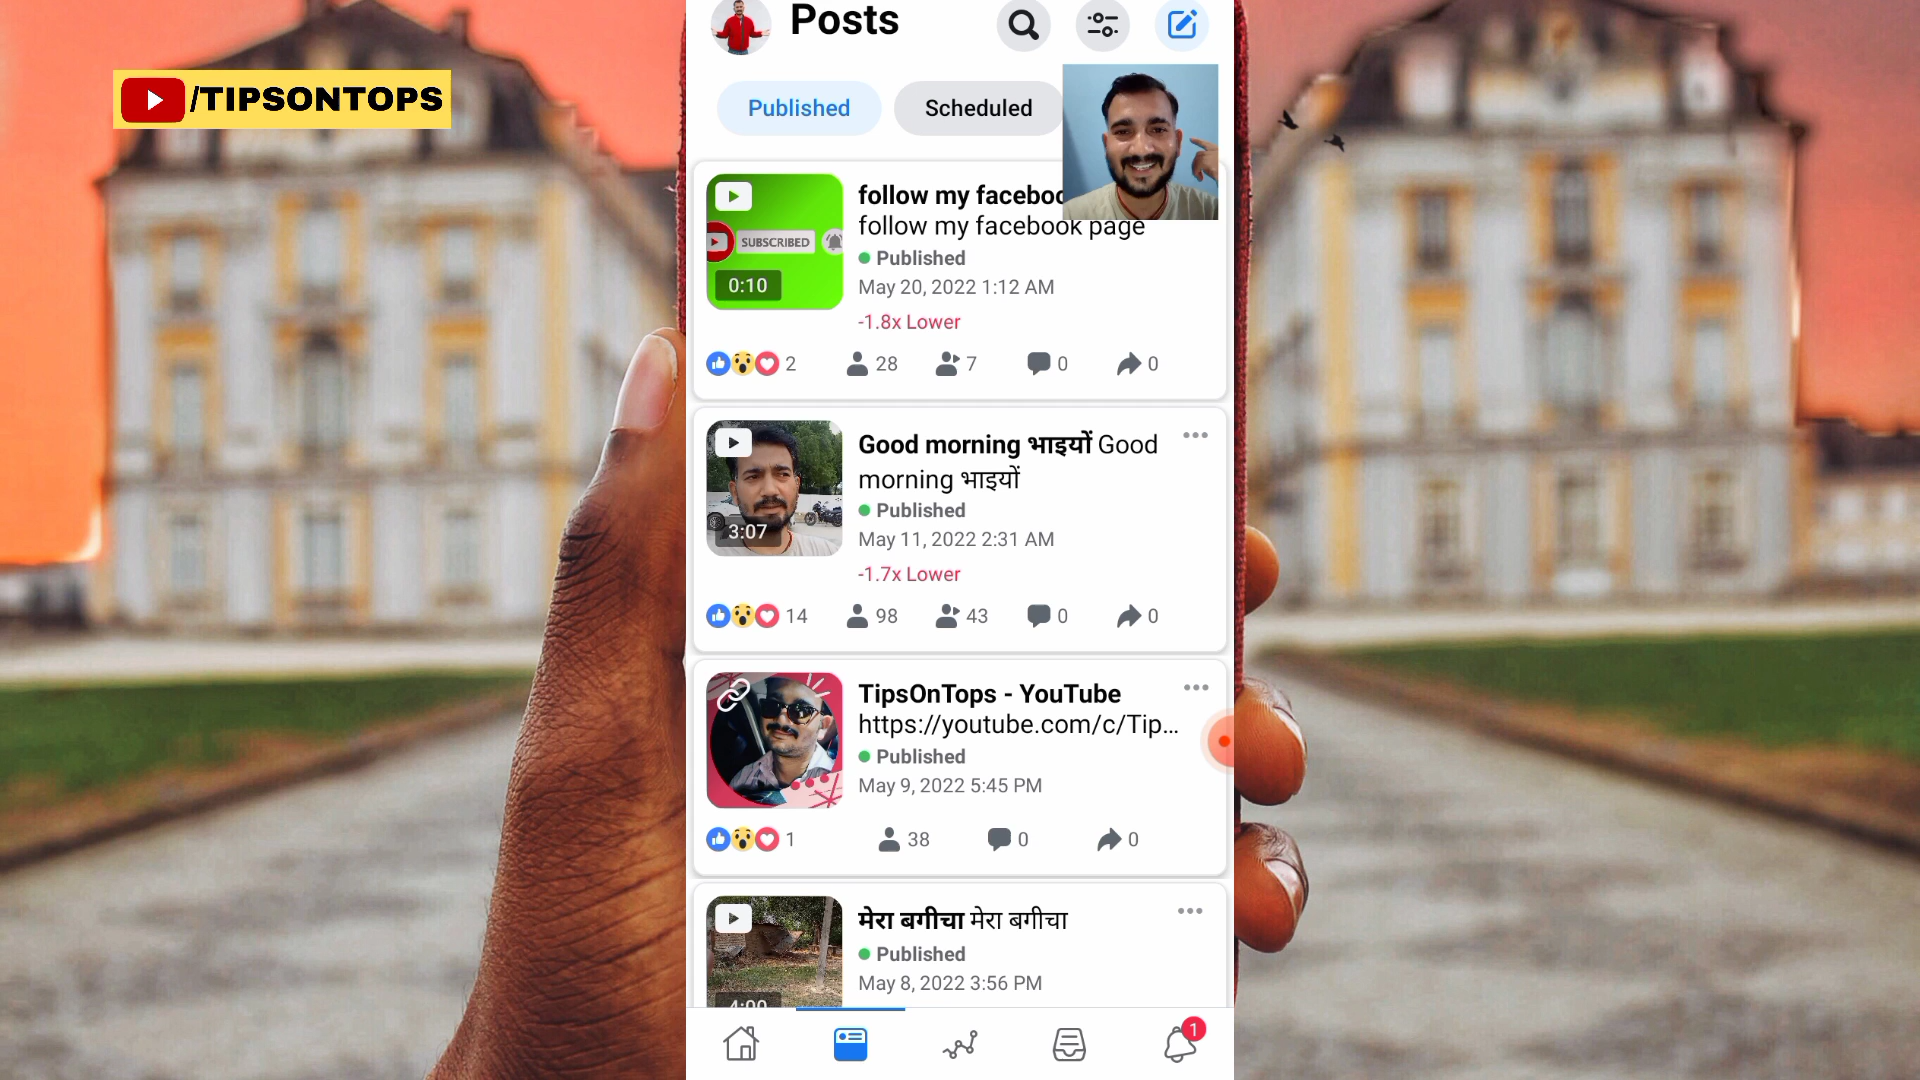 /TIPSONTOPS
Posts
Published
Scheduled
SUBSCRIBED
0:10
follow my
follow my facebook page
Published
May 20, 2022 1:12 AM
-1.8x Lower
2
28
7
0
0
3:07
Good morning भाइयों Good
morning भाइयों
Published
May 11, 2022 2:31 AM
-1.7x Lower
14
98
43
0
0
TipsOnTops - YouTube
https://youtube.com/c/Tip...
Published
May 9, 2022 5:45 PM
1
38
0
0
मेरा बगीचा मेरा बगीचा
Published
May 8, 2022 3:56 PM
1